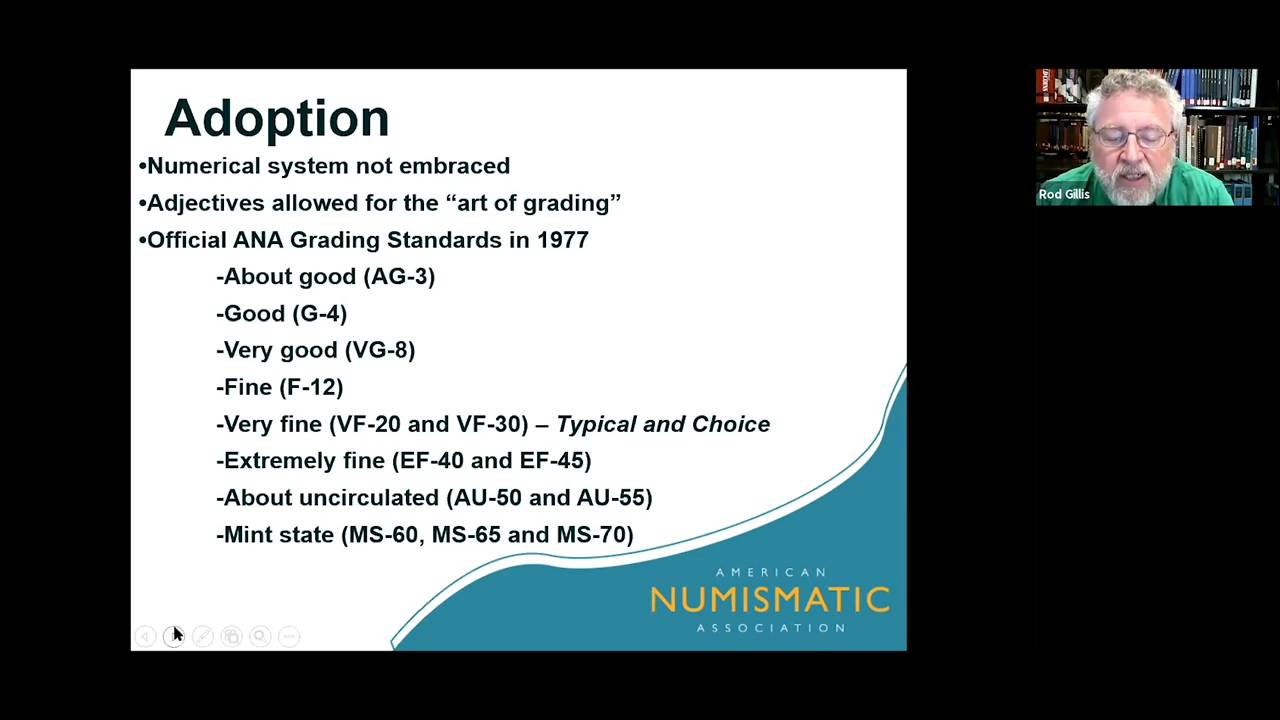 Adoption
•Numerical system not embraced
•Adjectives allowed for the “art of grading”
•Official ANA Grading Standards in 1977
-About good (AG-3)
-Good (G-4)
-Very good (VG-8)
-Fine (F-12)
-Very fine (VF-20 and VF-30) – Typical and Choice
-Extremely fine (EF-40 and EF-45)
-About uncirculated (AU-50 and AU-55)
-Mint state (MS-60, MS-65 and MS-70)
AMERICAN
NUMISMATIC
ASSOCIATION
Rod Gillis